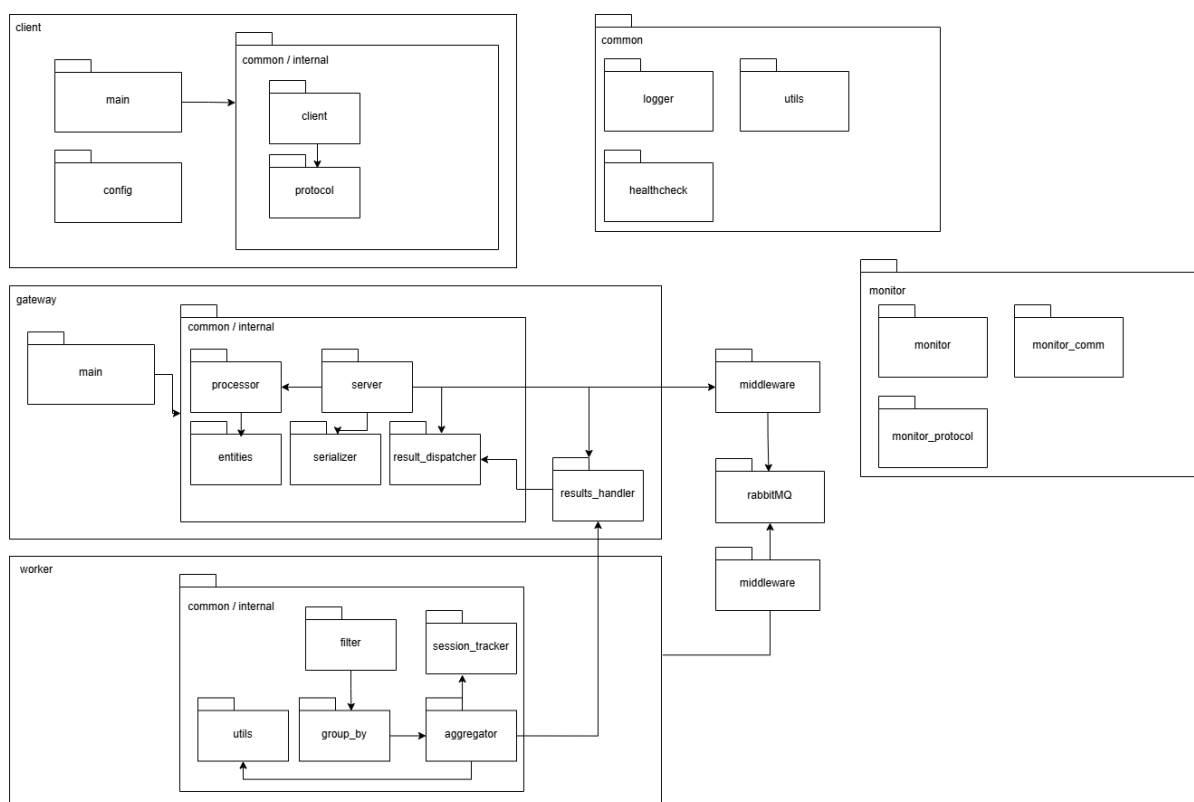 client
common / internal
main
client
config
protocol
common
logger
utils
healthcheck
gateway
common / internal
main
processor
server
entities
serializer
result_dispatcher
results_handler
middleware
rabbitMQ
middleware
monitor
monitor
monitor_comm
monitor_protocol
worker
common / internal
filter
session_tracker
utils
group_by
aggregator